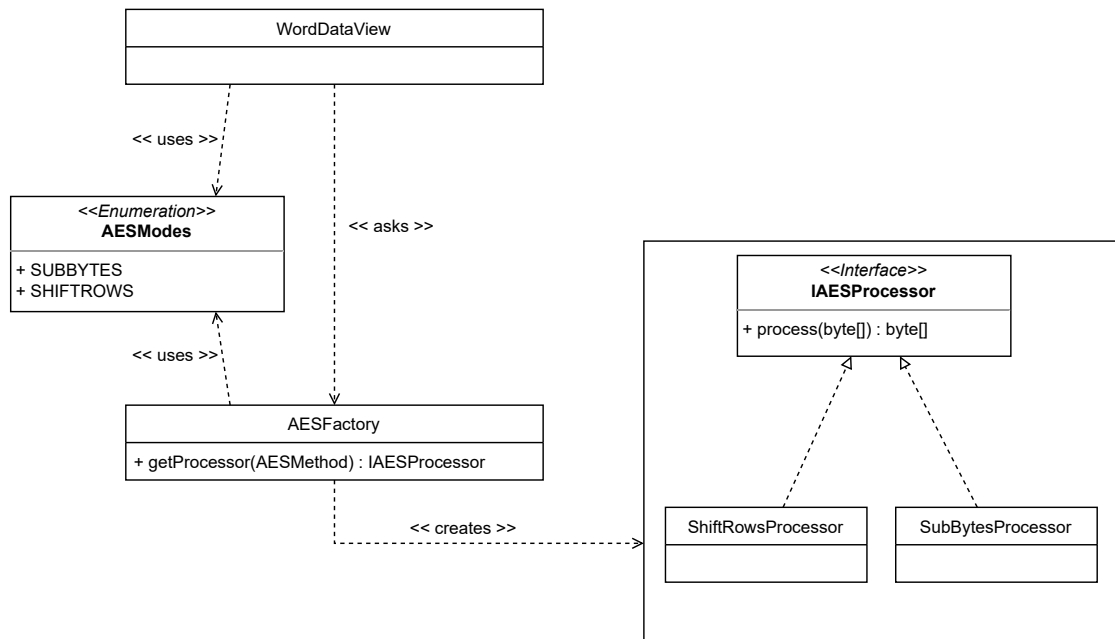 WordDataView
<< uses >>
<<Enumeration>>
AESModes
+ SUBBYTES
+ SHIFTROWS
<< asks >>
<< uses >>
AESFactory
+ getProcessor(AESMethod) : IAESProcessor
<< creates >>
<<Interface>>
IAESProcessor
+ process(byte[]) : byte[]
ShiftRowsProcessor
SubBytesProcessor